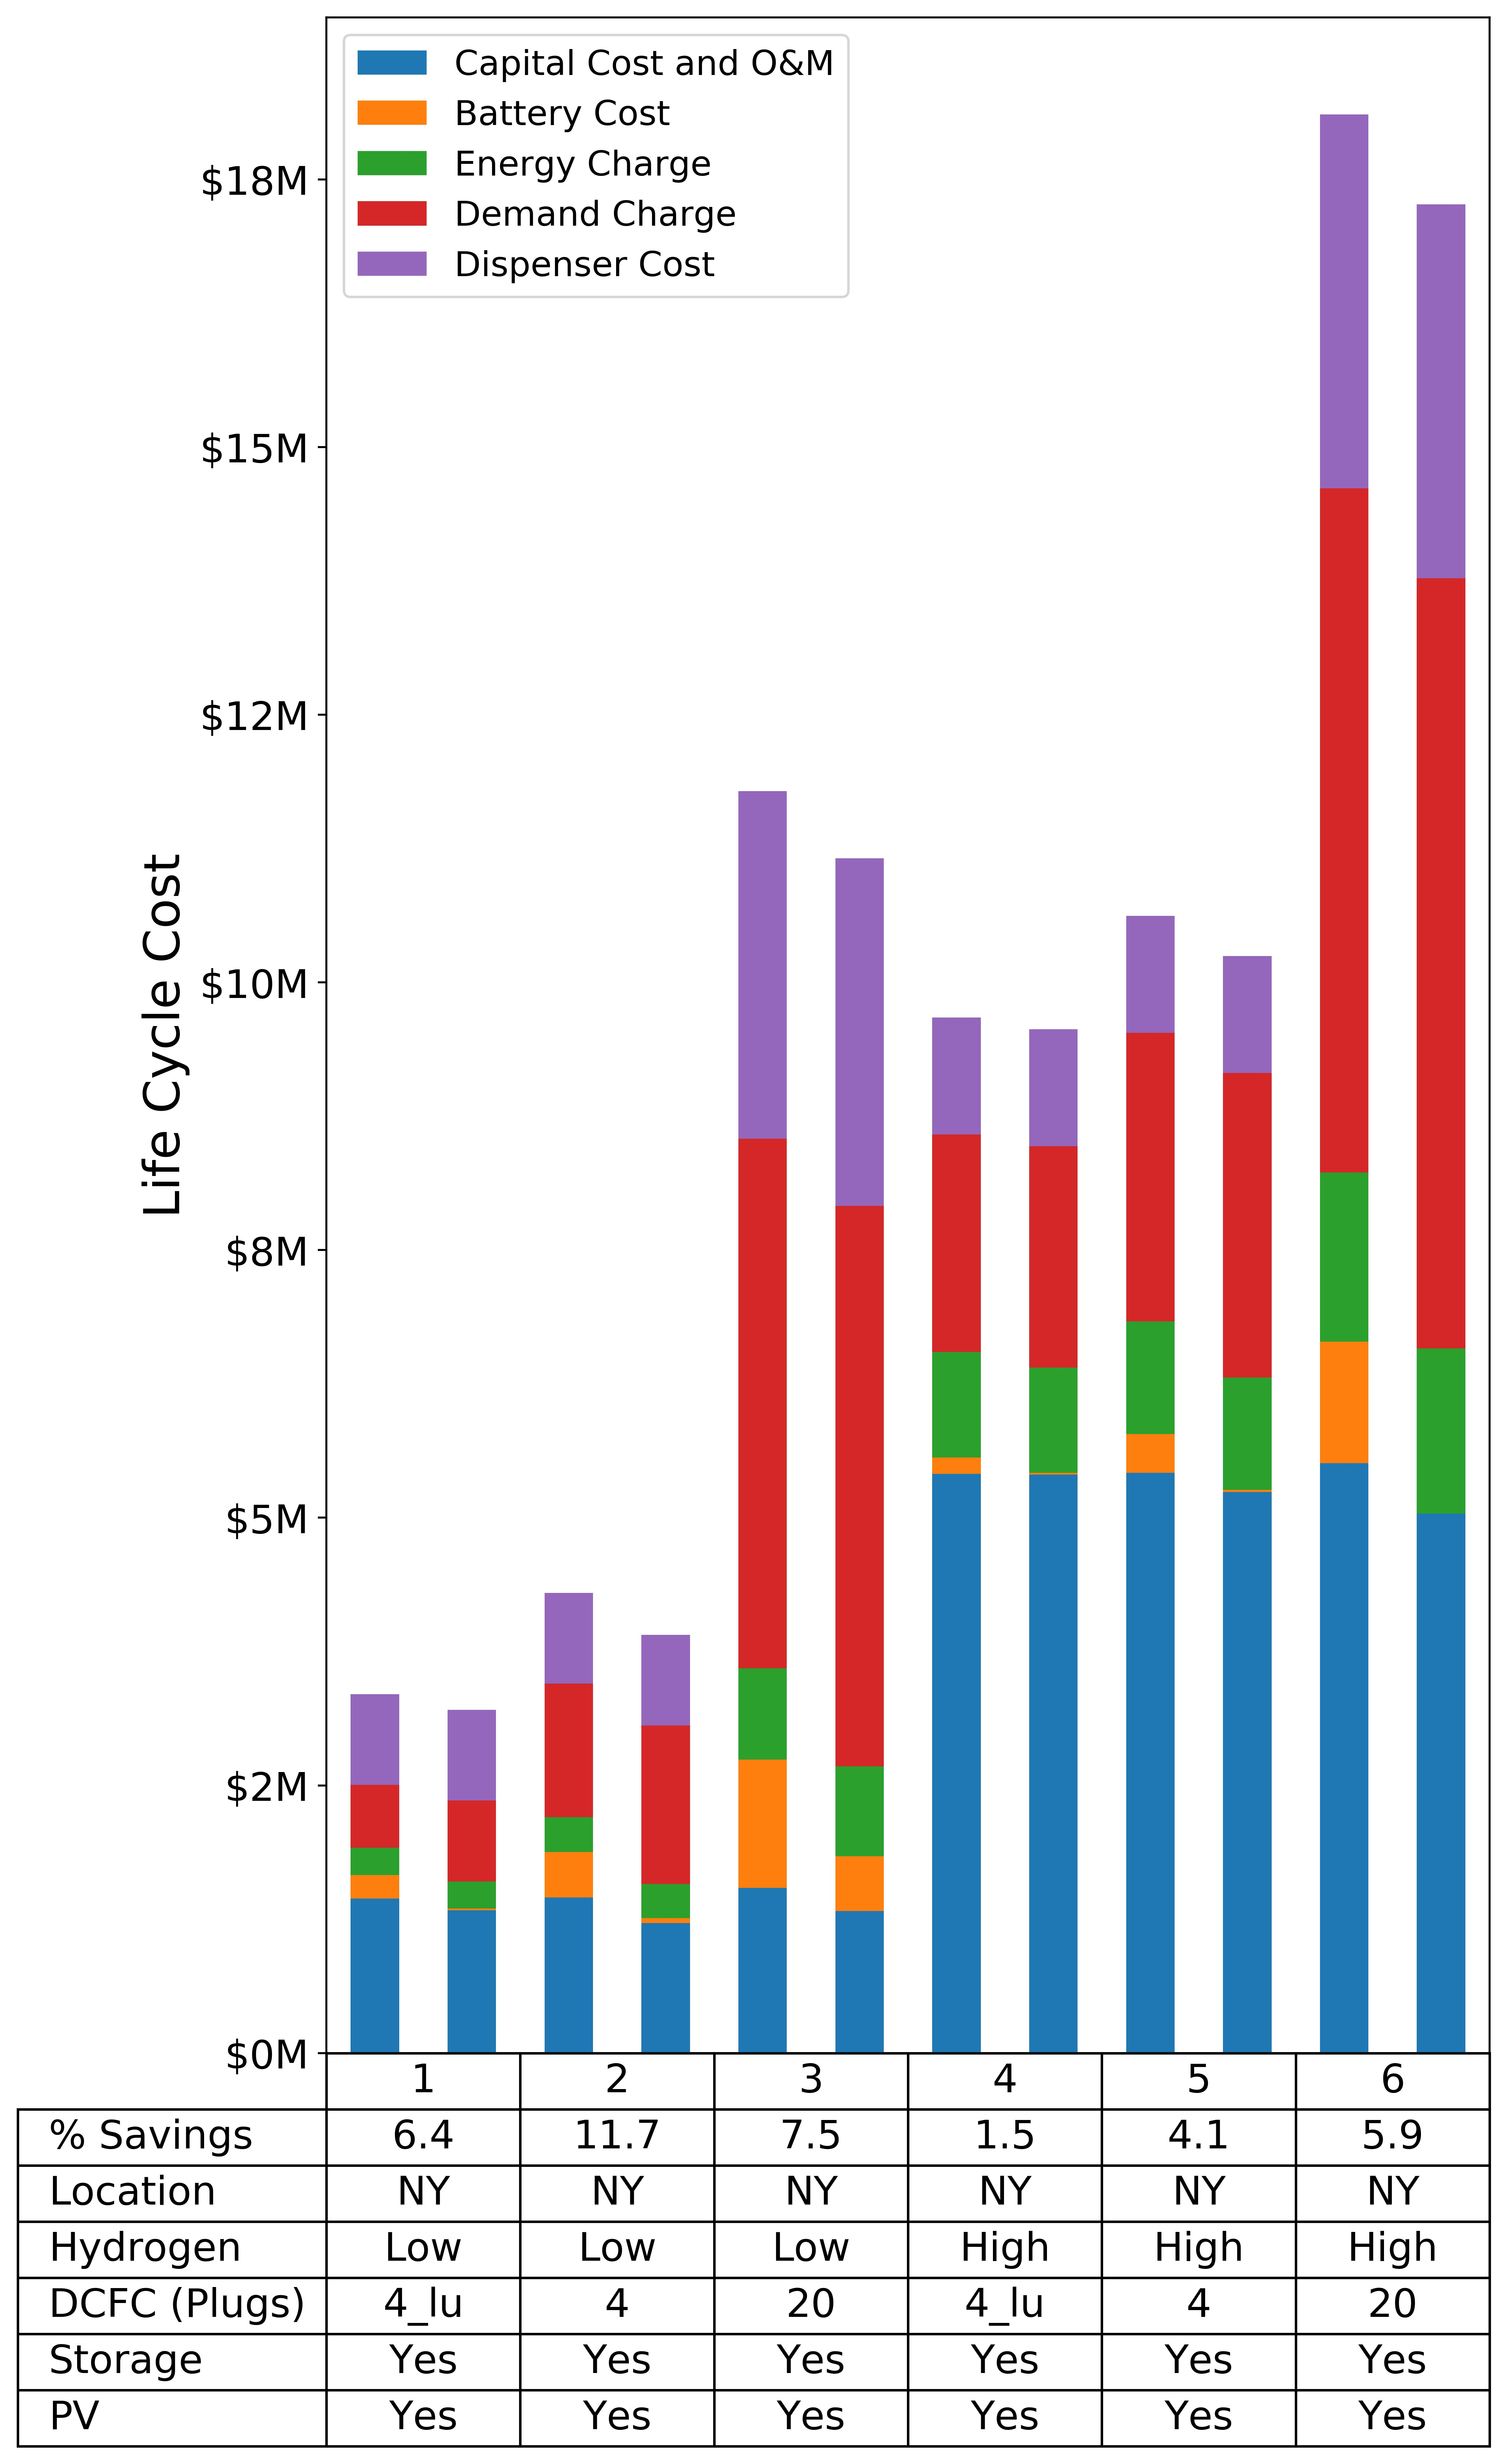 Capital Cost and O&M
Battery Cost
Energy Charge
Demand Charge
Dispenser Cost
$18M
$15M
$12M
$10M
$8M
$5M
$2M
$0M
Life Cycle Cost
1 2 3 4 5 6
% Savings 6.4 11.7 7.5 1.5 4.1 5.9
Location NY NY NY NY NY NY
Hydrogen Low Low Low High High High
DCFC (Plugs) 4_lu 4 20 4_lu 4 20
Storage Yes Yes Yes Yes Yes Yes
PV Yes Yes Yes Yes Yes Yes